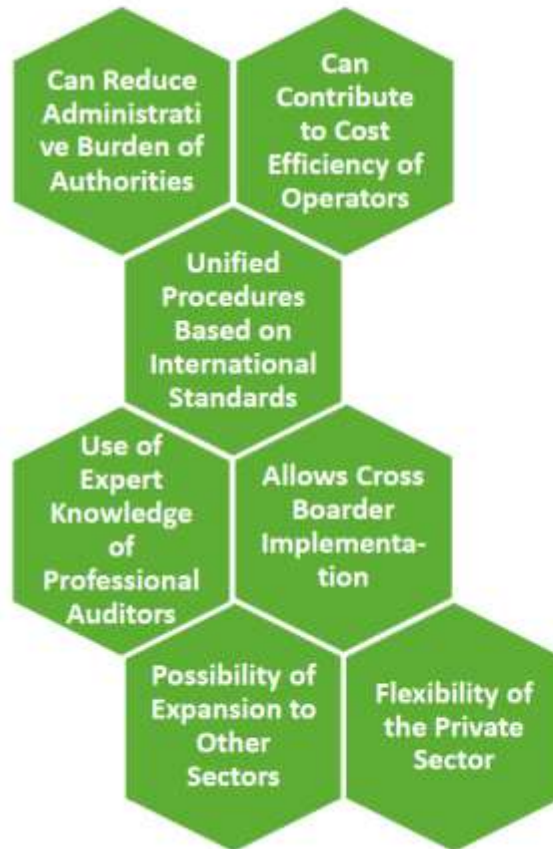 Can Reduce
Administrati
ve Burden of
Authorities
Can
Contribute
to Cost
Efficiency of
Operators
Unified
Procedures
Based on
International
Standards
Use of
Expert
Knowledge
of
Professional
Auditors
Allows Cross
Boarder
Implementa-
tion
Possibility of
Expansion to
Other
Sectors
Flexibility of
the Private
Sector